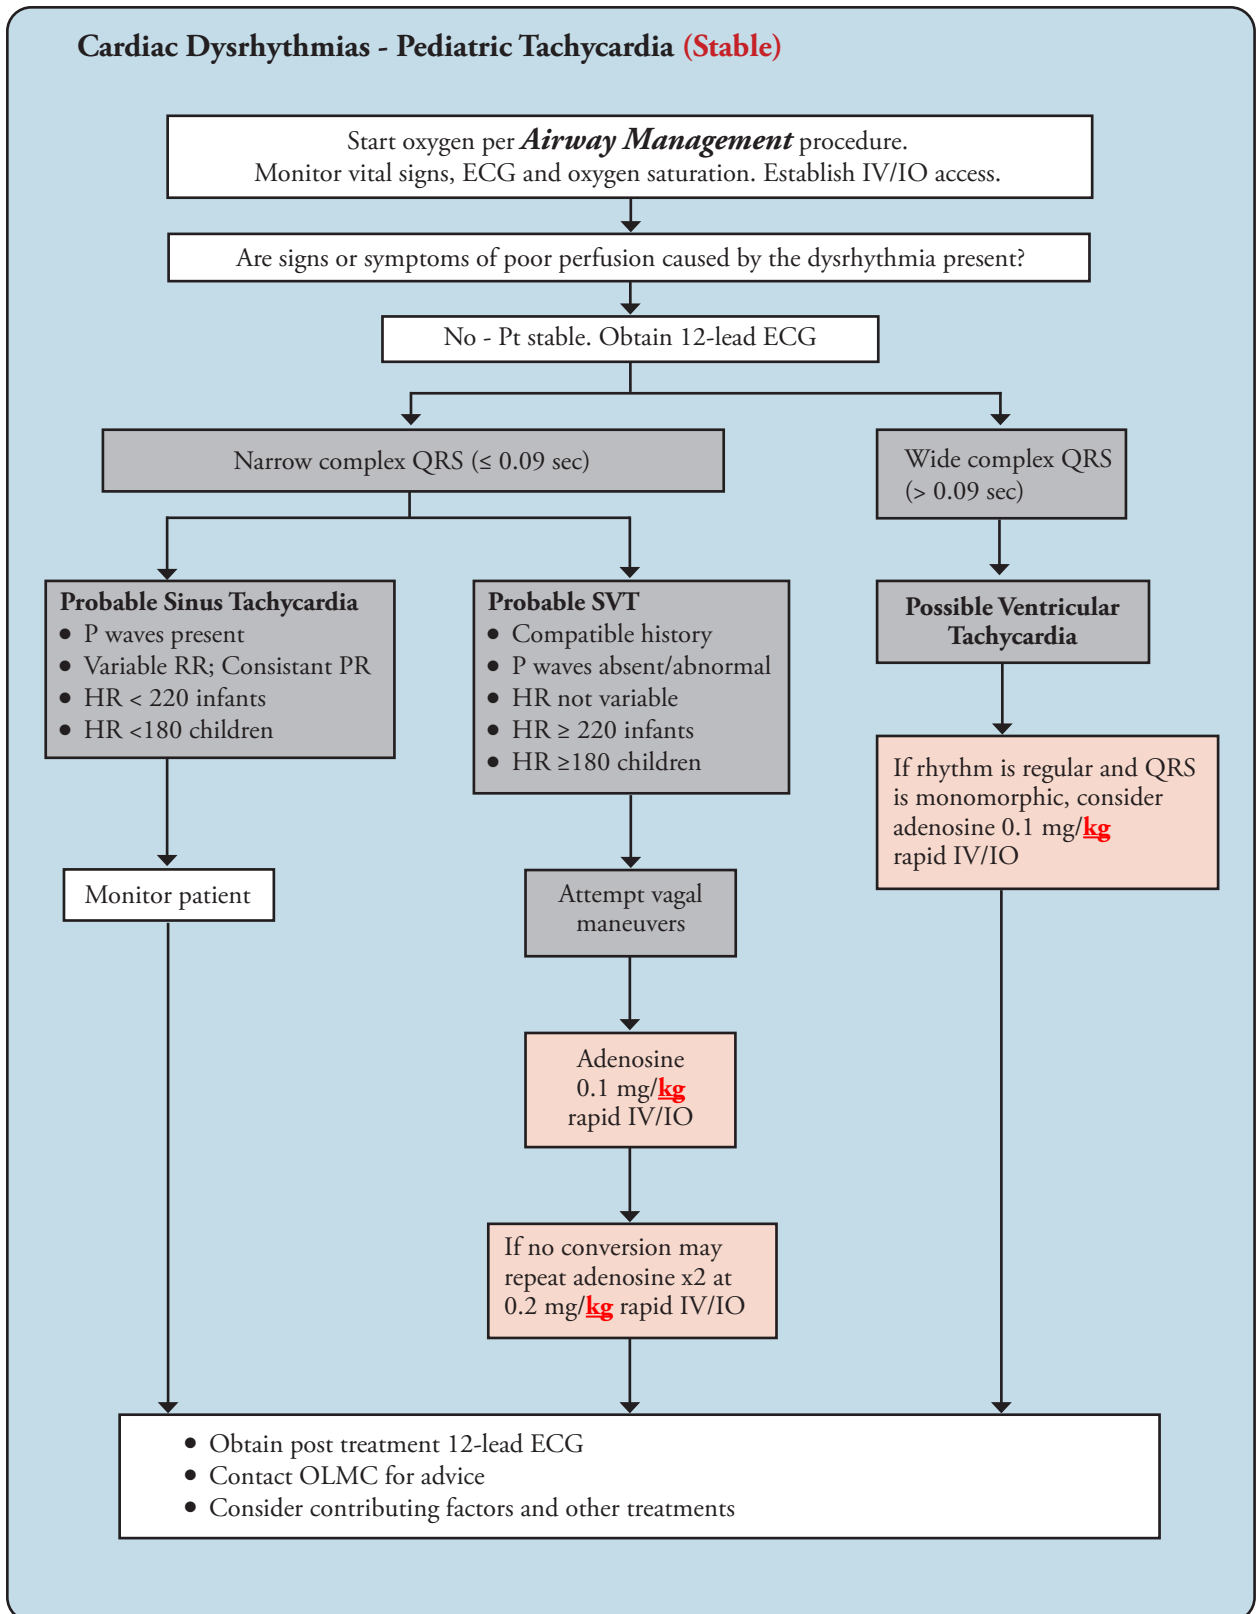 Cardiac Dysrhythmias - Pediatric Tachycardia (Stable)
Start oxygen per Airway Management procedure.
Monitor vital signs, ECG and oxygen saturation. Establish IV/IO access.
Are signs or symptoms of poor perfusion caused by the dysrhythmia present?
No - Pt stable. Obtain 12-lead ECG
Narrow complex QRS (≤ 0.09 sec)
Wide complex QRS
(> 0.09 sec)
Probable Sinus Tachycardia
• P waves present
• Variable RR; Consistant PR
• HR < 220 infants
• HR <180 children
Probable SVT
• Compatible history
• P waves absent/abnormal
• HR not variable
• HR ≥ 220 infants
• HR ≥180 children
Possible Ventricular
Tachycardia
If rhythm is regular and QRS
is monomorphic, consider
adenosine 0.1 mg/kg
rapid IV/IO
Monitor patient
Attempt vagal
maneuvers
Adenosine
0.1 mg/kg
rapid IV/IO
If no conversion may
repeat adenosine x2 at
0.2 mg/kg rapid IV/IO
• Obtain post treatment 12-lead ECG
• Contact OLMC for advice
• Consider contributing factors and other treatments